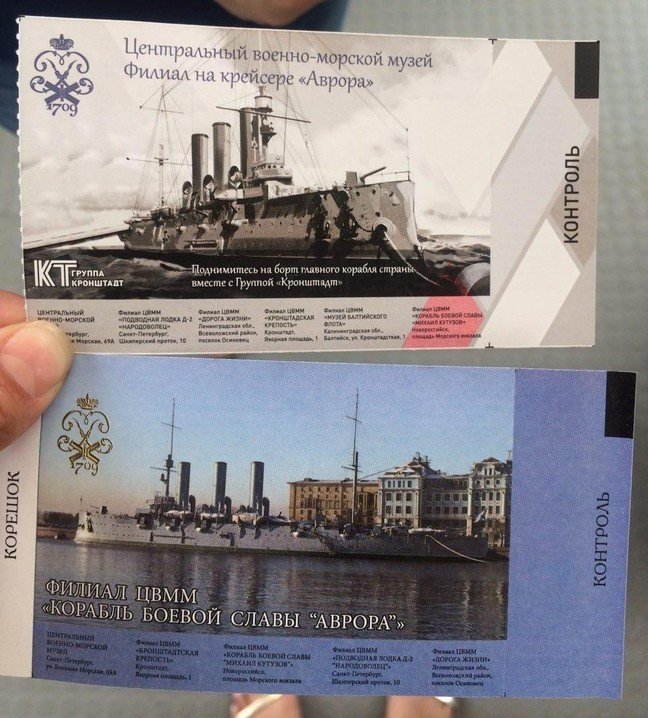 Центральный военно-морской музей
Филиал на крейсере «Аврора»
1709
КОНТРОЛЬ
КТ ГРУППА
КРОНШТАДТ
Поднимитесь на борт главного корабля страны
вместе с Группой «Кронштадт»
ЦЕНТРАЛЬНЫЙ
ВОЕННО-МОРСКОЙ
Морская, 69А
Филиал ЦВММ
«ПОДВОДНАЯ ЛОДКА Д-2
«НАРОДОВОЛЕЦ»
Санкт-Петербург,
Шкиперский проток, 10
Филиал ЦВММ
«ДОРОГА ЖИЗНИ»
Ленинградская обл.,
Всеволожский район,
поселок Осиновец
Филиал ЦВММ
«КРОНШТАДСКАЯ
КРЕПОСТЬ»
Кронштадт,
Якорная площадь, 1
Филиал ЦВММ
«МУЗЕЙ БАЛТИЙСКОГО
ФЛОТА»
Калининградская обл.,
Балтийск, ул. Кронштадтская, 1
Филиал ЦВММ
«КОРАБЛЬ БОЕВОЙ СЛАВЫ
«МИХАИЛ КУТУЗОВ»
Новороссийск,
площадь Морского вокзала
КОРЕШОК
1709
КОНТРОЛЬ
ФИЛИАЛ ЦВММ
«КОРАБЛЬ БОЕВОЙ СЛАВЫ "АВРОРА"»
ЦЕНТРАЛЬНЫЙ
ВОЕННО-МОРСКОЙ
МУЗЕЙ
Санкт-Петербург,
ул. Большая Морская, 69А
Филиал ЦВММ
«КРОНШТАДТСКАЯ
КРЕПОСТЬ»
Кронштадт,
Якорная площадь, 1
Филиал ЦВММ
«КОРАБЛЬ БОЕВОЙ СЛАВЫ
"МИХАИЛ КУТУЗОВ"»
Новороссийск,
площадь Морского вокзала
Филиал ЦВММ
«ПОДВОДНАЯ ЛОДКА Д-2
"НАРОДОВОЛЕЦ"»
Санкт-Петербург,
Шкиперский проток, 10
Филиал ЦВММ
«ДОРОГА ЖИЗНИ»
Ленинградская обл.,
Всеволожский район,
поселок Осиновец